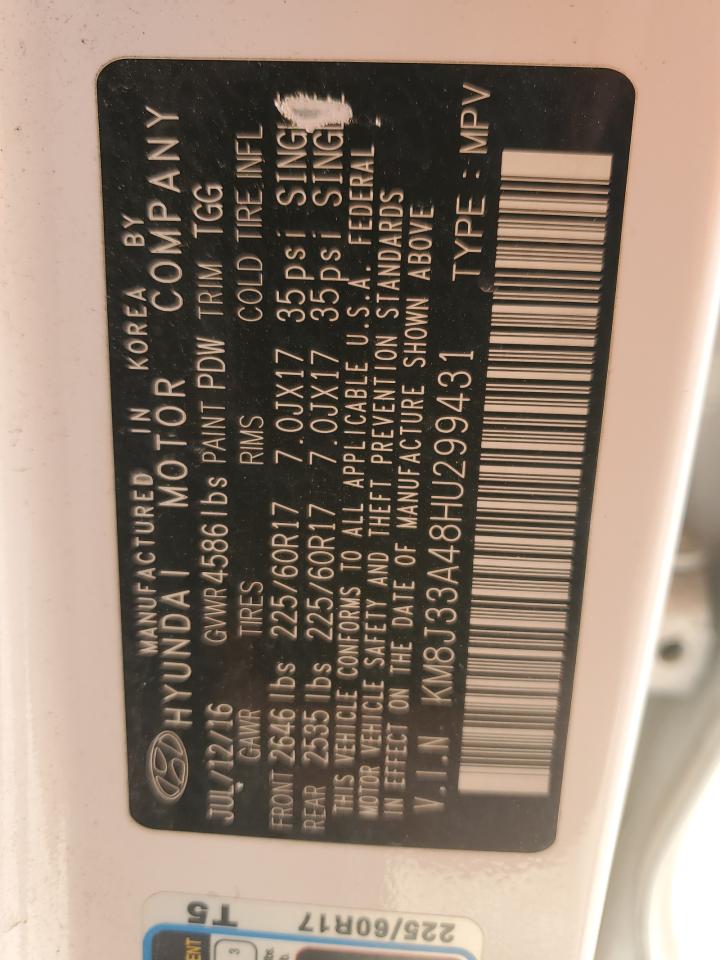 MANUFACTURED IN KOREA BY
HYUNDAI MOTOR COMPANY
JUL/12/16 GVWR 4586 lbs PAINT PDW TRIM TGG
GAWR TIRES RIMS COLD TIRE INFL
FRONT 2646 lbs 225/60R17 7.0JX17 35psi SINGL
REAR 2535 lbs 225/60R17 7.0JX17 35psi SINGL
THIS VEHICLE CONFORMS TO ALL APPLICABLE U.S.A. FEDERAL
MOTOR VEHICLE SAFETY AND THEFT PREVENTION STANDARDS
IN EFFECT ON THE DATE OF MANUFACTURE SHOWN ABOVE
V.I.N KM8J33A48HU299431 TYPE : MPV
T5
225/60R17
3